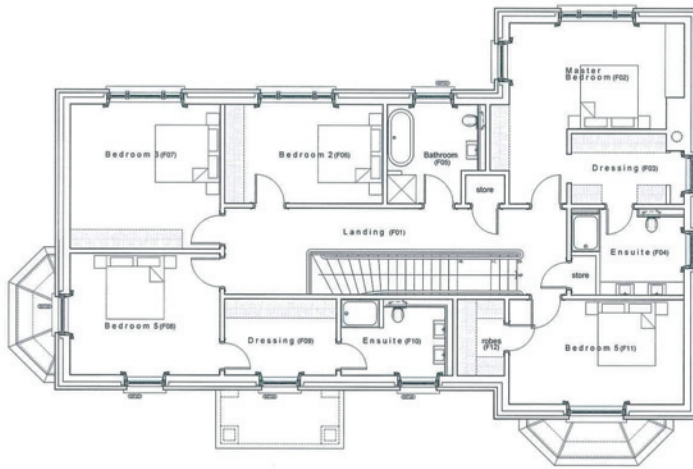 Master
Bedroom (F02)
Bedroom 3 (F07)
Bedroom 2 (F06)
Bathroom
(F05)
Dressing (F03)
store
Landing (F01)
Ensuite (F04)
store
Bedroom 5 (F08)
Dressing (F09)
Ensuite (F10)
robes
(F12)
Bedroom 5 (F11)